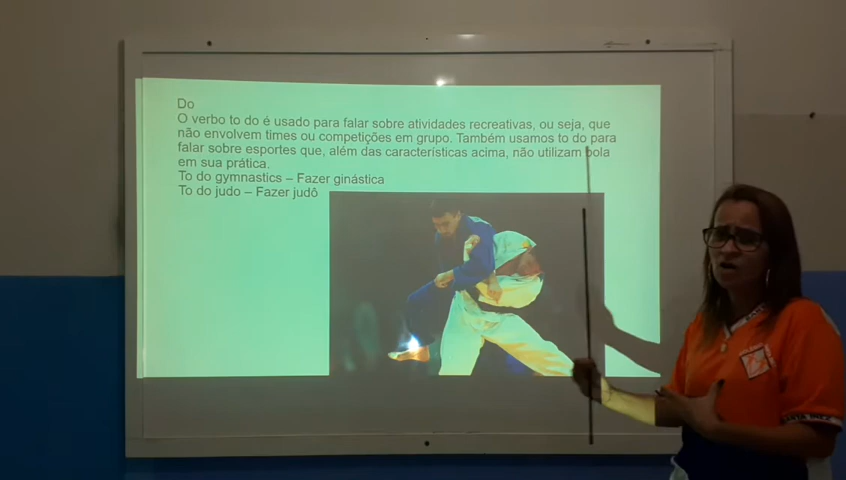 Do
O verbo to do é usado para falar sobre atividades recreativas, ou seja, que
não envolvem times ou competições em grupo. Também usamos to do para
falar sobre esportes que, além das características acima, não utilizam bola
em sua prática.
To do gymnastics – Fazer ginástica
To do judo – Fazer judô